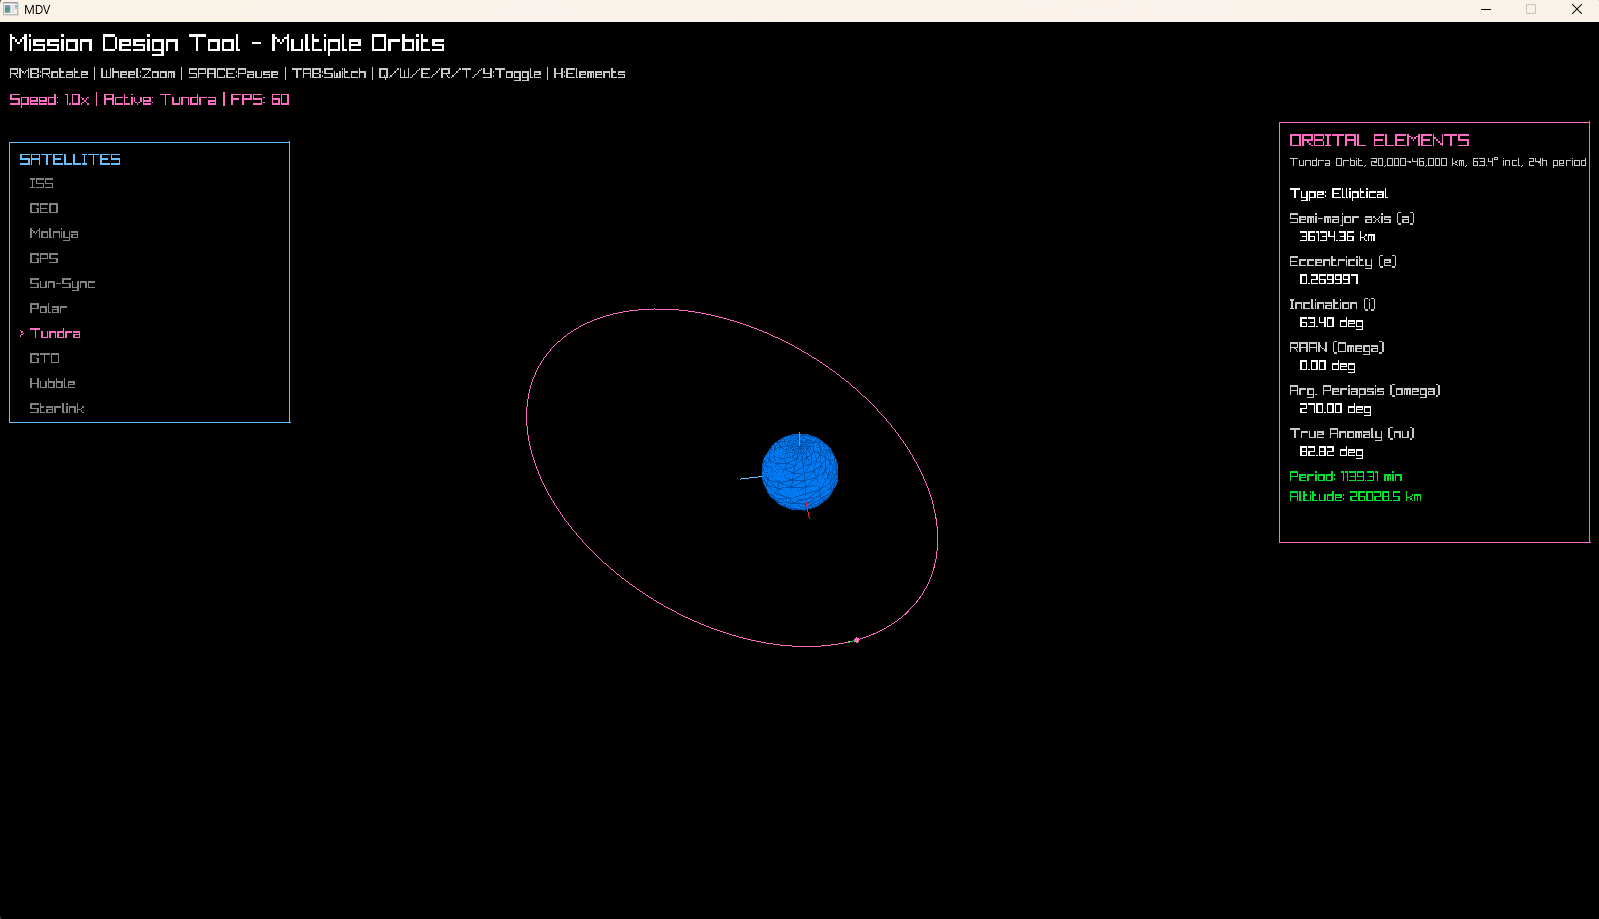 MDV
Mission Design Tool - Multiple Orbits
RMB:Rotate | Wheel:Zoom | SPACE:Pause | TAB:Switch | Q/W/E/R/T/Y:Toggle | H:Elements
Speed: 1.0x | Active: Tundra | FPS: 60
SATELLITES
ISS
GEO
Molniya
GPS
Sun-Sync
Polar
> Tundra
GTO
Hubble
Starlink
ORBITAL ELEMENTS
Tundra Orbit, 20,000-46,000 km, 63.4° incl, 24h period
Type: Elliptical
Semi-major axis (a)
36134.36 km
Eccentricity (e)
0.269997
Inclination (i)
63.40 deg
RAAN (Omega)
0.00 deg
Arg. Periapsis (omega)
270.00 deg
True Anomaly (nu)
82.82 deg
Period: 1139.31 min
Altitude: 26028.5 km